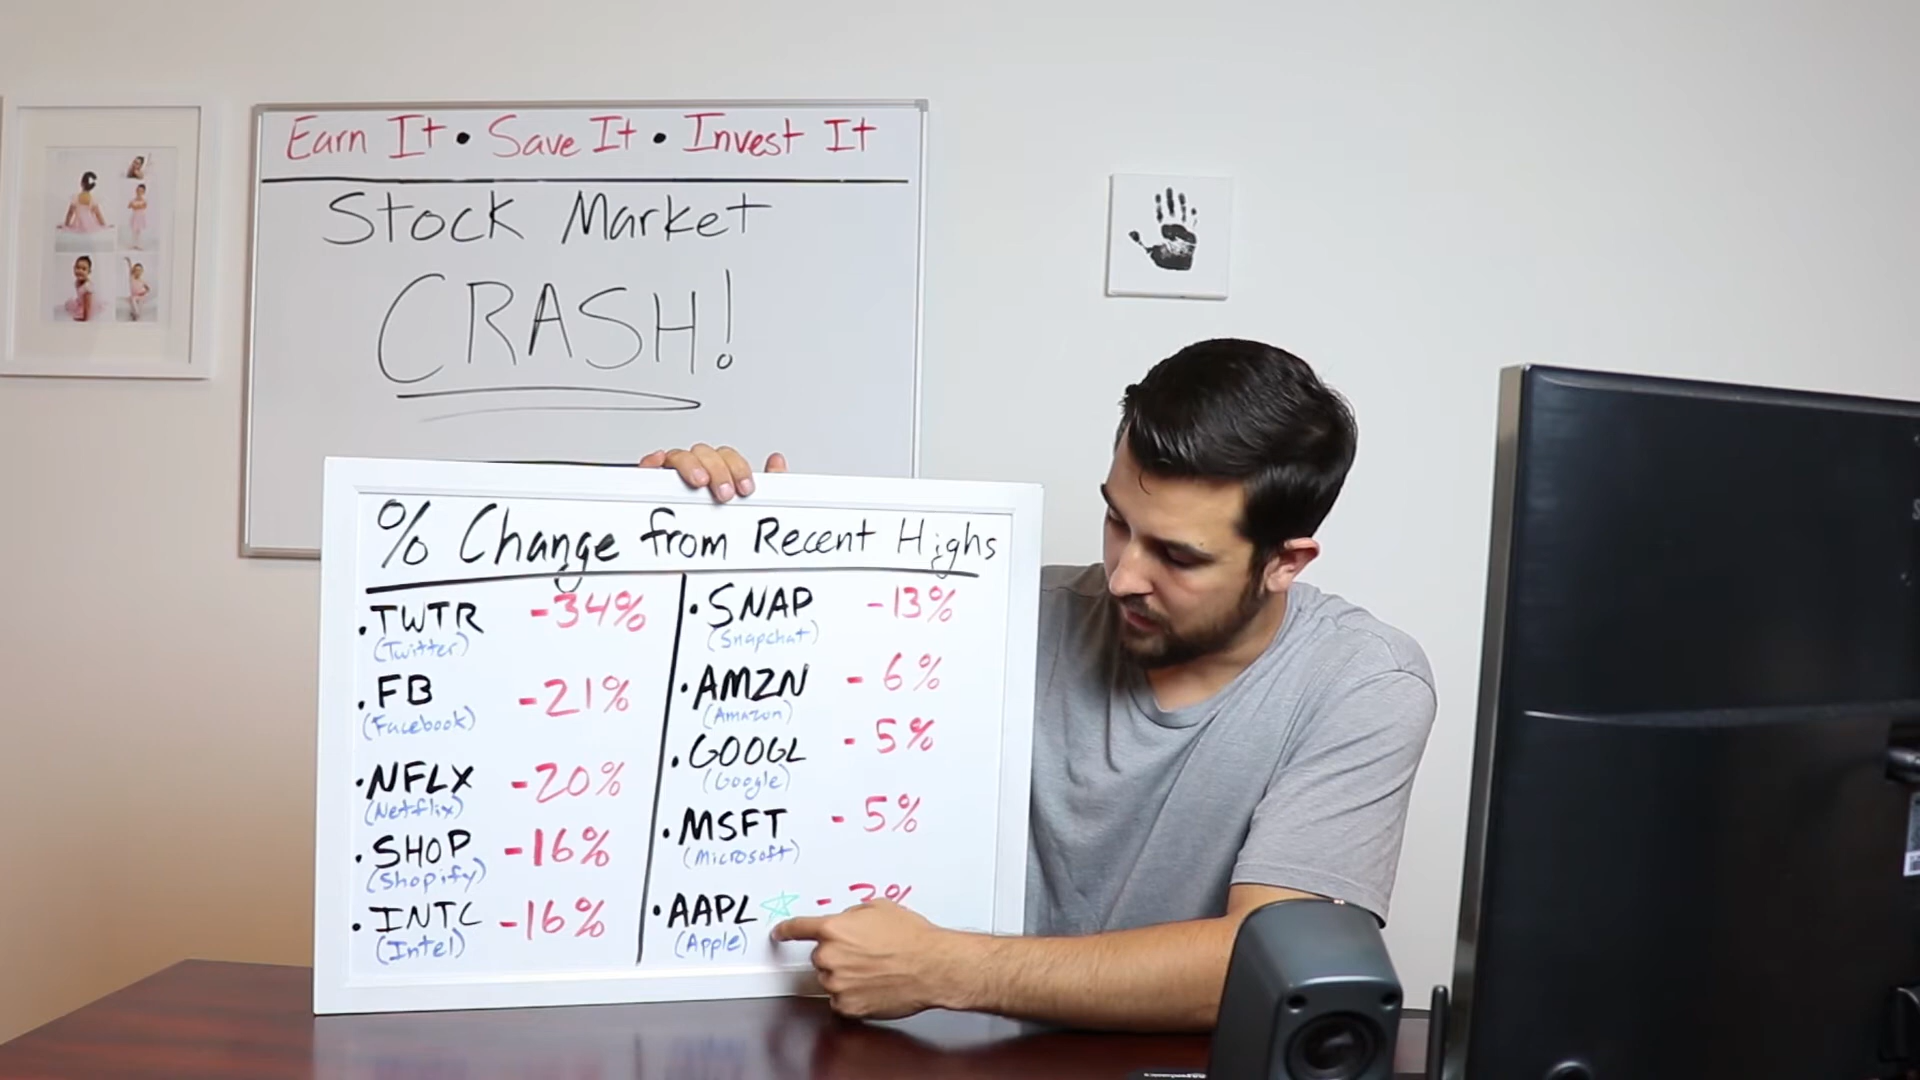 Earn It • Save It • Invest It
Stock Market
CRASH!
% Change from Recent Highs
• TWTR -34%
(Twitter)
• FB -21%
(Facebook)
• NFLX -20%
(Netflix)
• SHOP -16%
(Shopify)
• INTC -16%
(Intel)
• SNAP -13%
(Snapchat)
• AMZN - 6%
(Amazon)
• GOOGL - 5%
(Google)
• MSFT - 5%
(Microsoft)
• AAPL
(Apple)